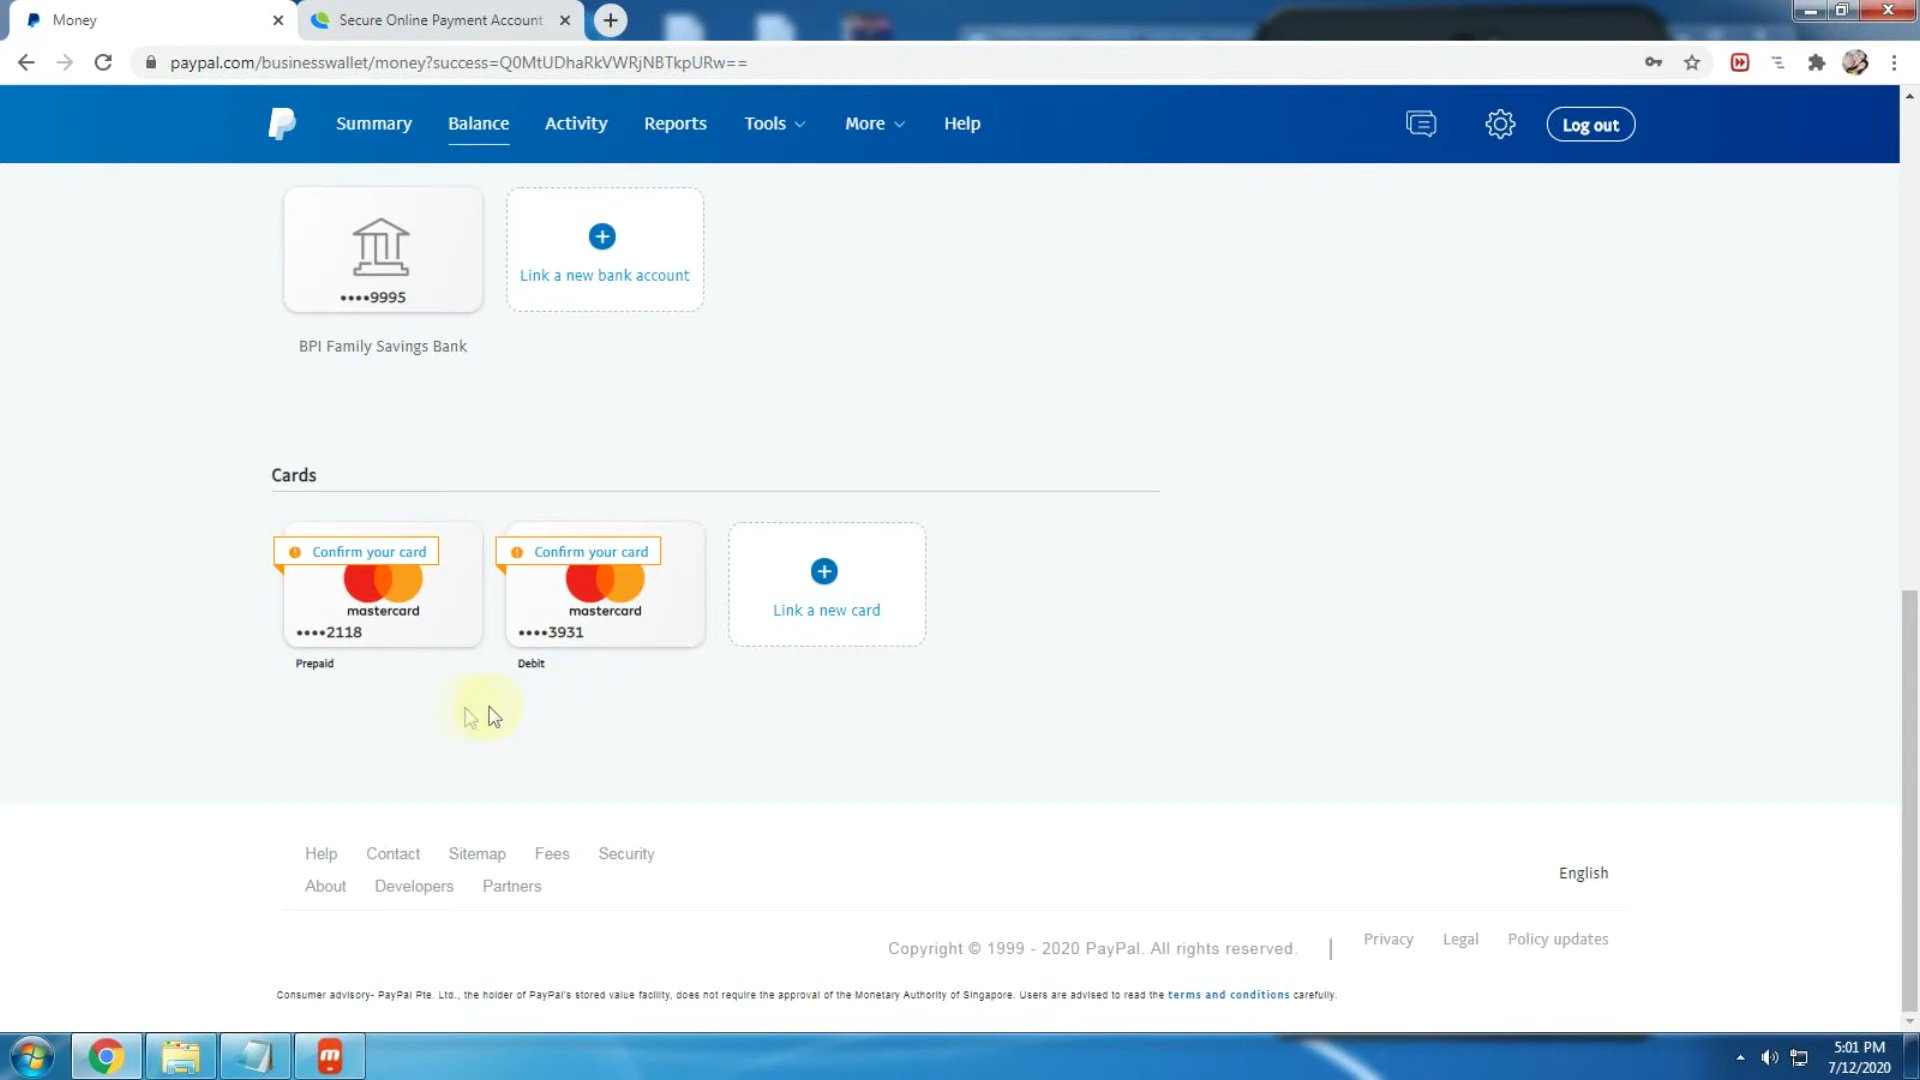 Money
Secure Online Payment Account
paypal.com/businesswallet/money?success=Q0MtUDhaRkVWRjNBTkpURw==
Summary Balance Activity Reports Tools More Help Log out
••••9995
Link a new bank account
BPI Family Savings Bank
Cards
Confirm your card Confirm your card
mastercard mastercard
Link a new card
••••2118 ••••3931
Prepaid Debit
Help Contact Sitemap Fees Security
English
About Developers Partners
Copyright © 1999 - 2020 PayPal. All rights reserved. | Privacy Legal Policy updates
Consumer advisory- PayPal Pte. Ltd., the holder of PayPal's stored value facility, does not require the approval of the Monetary Authority of Singapore. Users are advised to read the terms and conditions carefully.
5:01 PM
7/12/2020